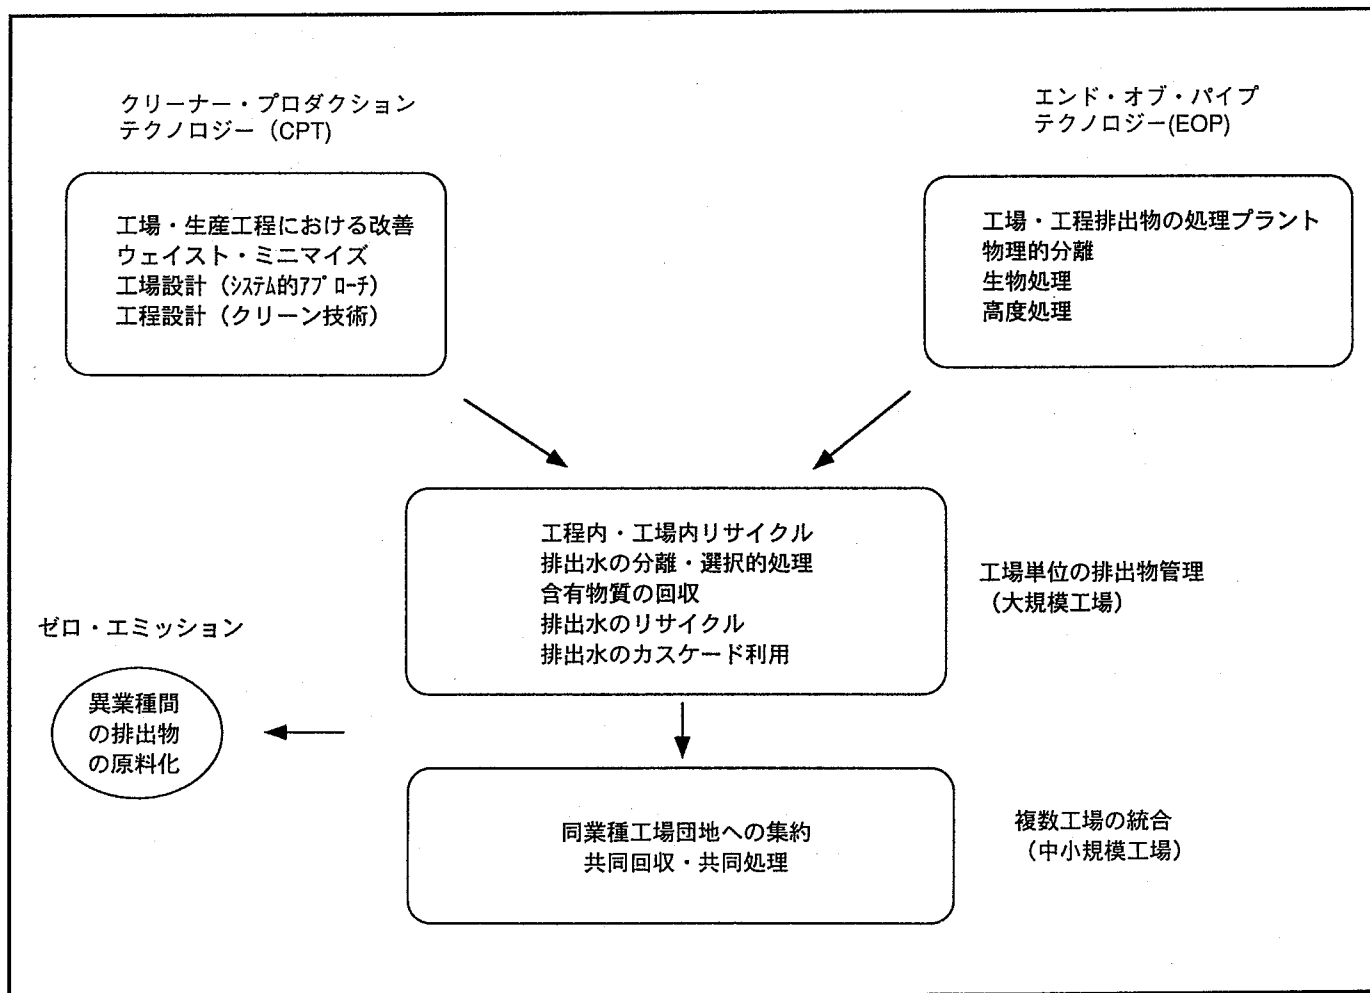 クリーナー・プロダクション
テクノロジー（CPT)
エンド・オブ・パイプ
テクノロジー(EOP)
工場・生産工程における改善
ウェイスト・ミニマイズ
工場設計（ｼｽﾃﾑ的ｱﾌﾟﾛｰﾁ）
工程設計（クリーン技術）
工場・工程排出物の処理プラント
物理的分離
生物処理
高度処理
工程内・工場内リサイクル
排出水の分離・選択的処理
含有物質の回収
排出水のリサイクル
排出水のカスケード利用
工場単位の排出物管理
（大規模工場）
ゼロ・エミッション
異業種間
の排出物
の原料化
同業種工場団地への集約
共同回収・共同処理
複数工場の統合
（中小規模工場）